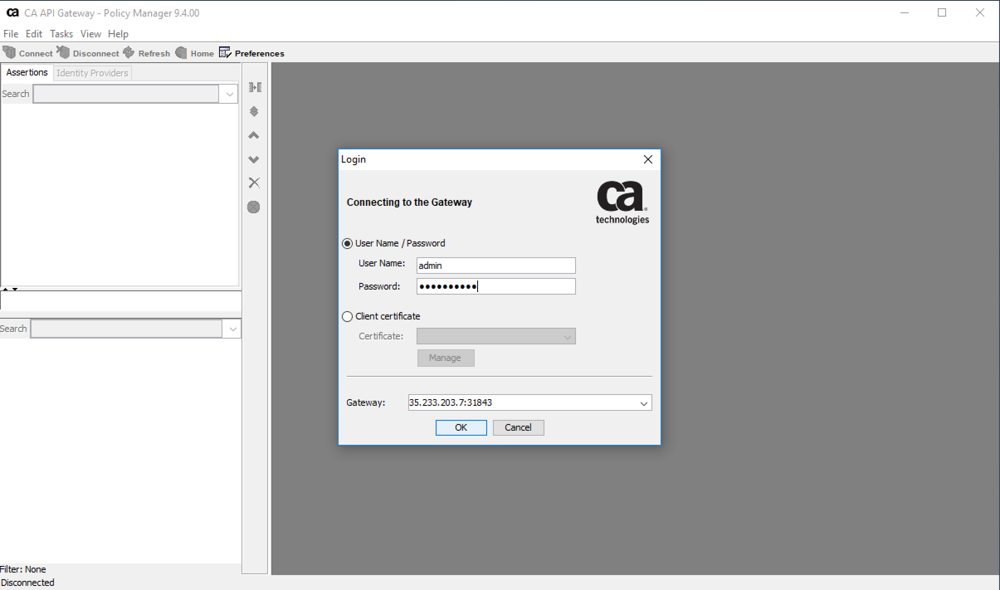 ca CA API Gateway - Policy Manager 9.4.00
File Edit Tasks View Help
Connect Disconnect Refresh Home Preferences
Assertions Identity Providers
Search
Search
Filter: None
Disconnected
Login
Connecting to the Gateway
ca®
technologies
User Name / Password
User Name: admin
Password: ●●●●●●●●●●
Client certificate
Certificate:
Manage
Gateway: 35.233.203.7:31843
OK Cancel